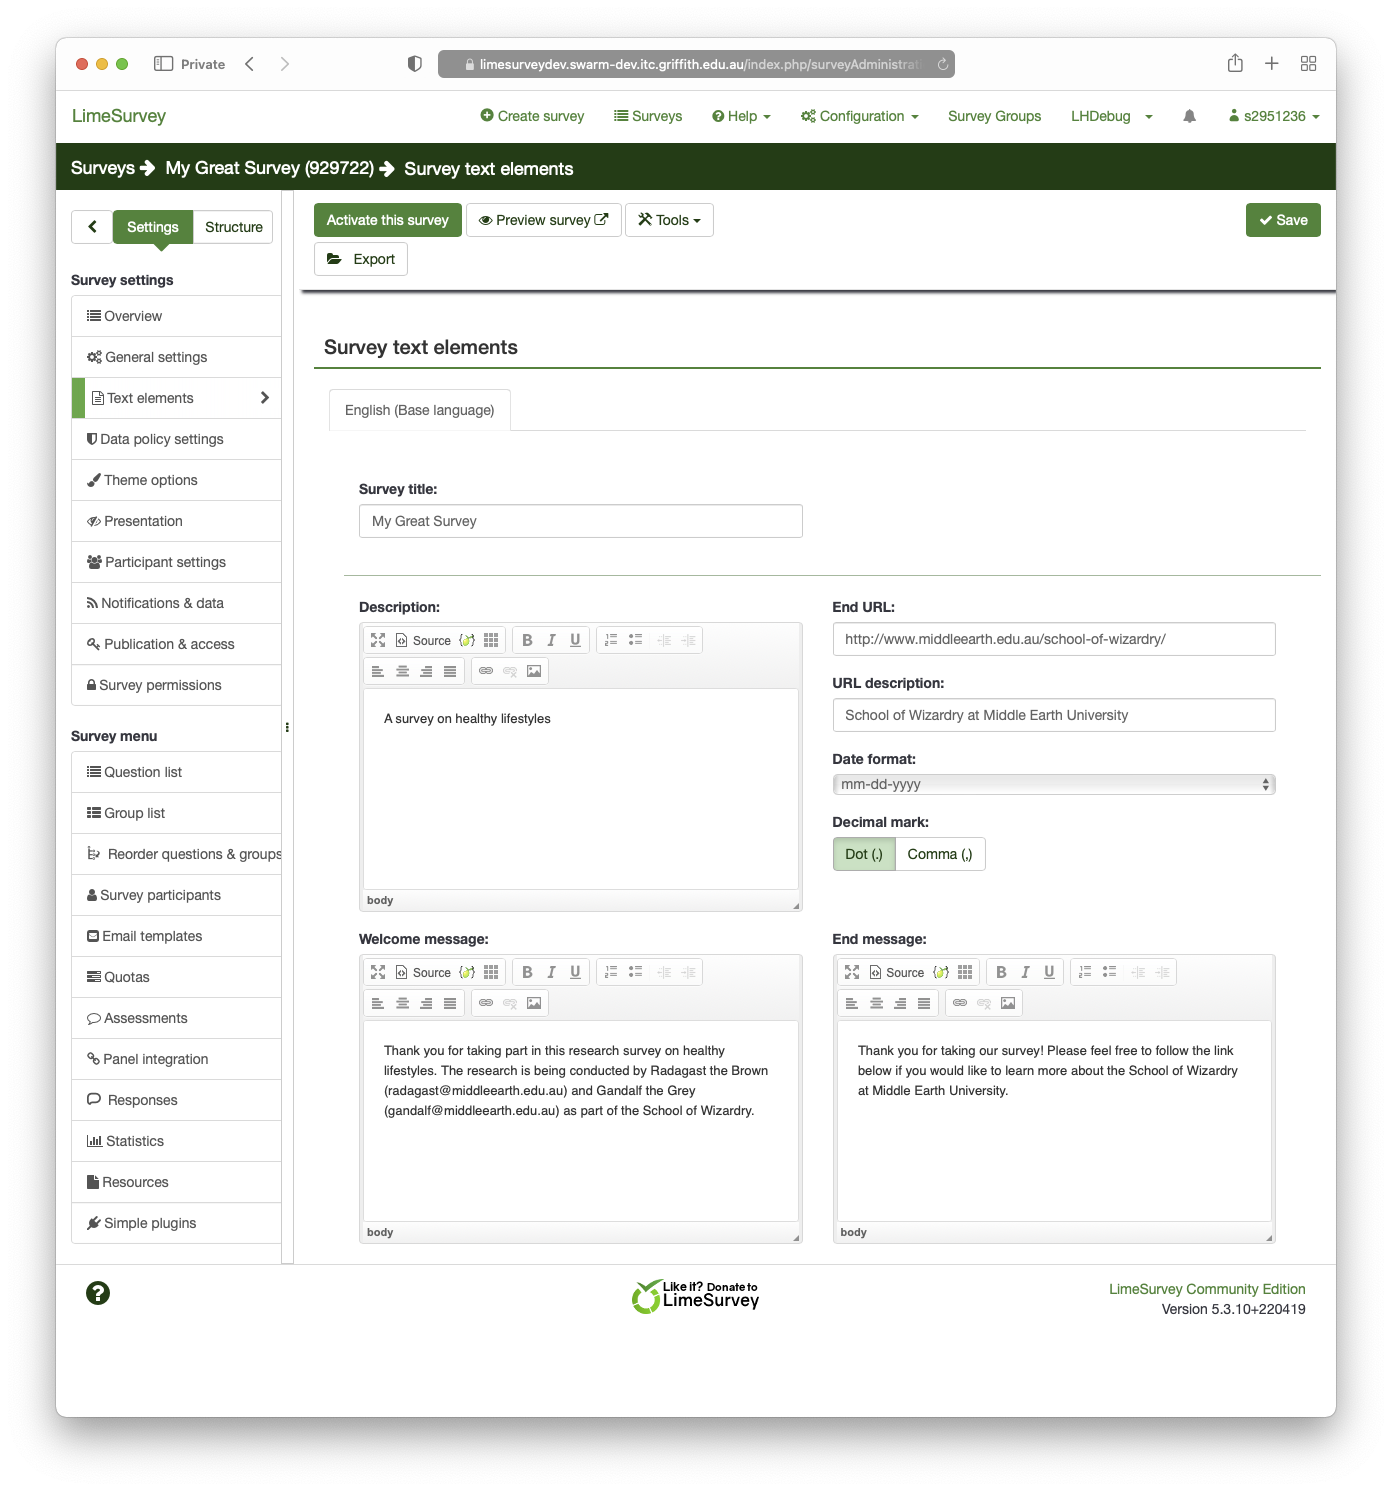 Private
limesurveydev.swarm-dev.itc.griffith.edu.au/index.php/surveyAdministrat
LimeSurvey
Create survey Surveys Help Configuration Survey Groups LHDebug s2951236
Surveys My Great Survey (929722) Survey text elements
Settings Structure
Activate this survey Preview survey Tools Save
Export
Survey settings
Overview
General settings
Text elements
Data policy settings
Theme options
Presentation
Participant settings
Notifications & data
Publication & access
Survey permissions
Survey menu
Question list
Group list
Reorder questions & groups
Survey participants
Email templates
Quotas
Assessments
Panel integration
Responses
Statistics
Resources
Simple plugins
Survey text elements
English (Base language)
Survey title:
My Great Survey
Description:
Source B I U
A survey on healthy lifestyles
body
End URL:
http://www.middleearth.edu.au/school-of-wizardry/
URL description:
School of Wizardry at Middle Earth University
Date format:
mm-dd-yyyy
Decimal mark:
Dot (.) Comma (,)
Welcome message:
Source B I U
Thank you for taking part in this research survey on healthy
lifestyles. The research is being conducted by Radagast the Brown
(radagast@middleearth.edu.au) and Gandalf the Grey
(gandalf@middleearth.edu.au) as part of the School of Wizardry.
body
End message:
Source B I U
Thank you for taking our survey! Please feel free to follow the link
below if you would like to learn more about the School of Wizardry
at Middle Earth University.
body
Like it? Donate to
LimeSurvey
LimeSurvey Community Edition
Version 5.3.10+220419